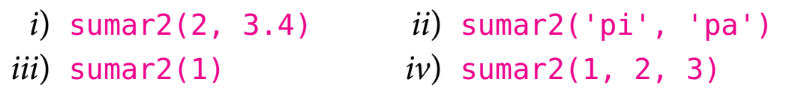 i) sumar2(2, 3.4) ii) sumar2('pi', 'pa')
iii) sumar2(1) iv) sumar2(1, 2, 3)